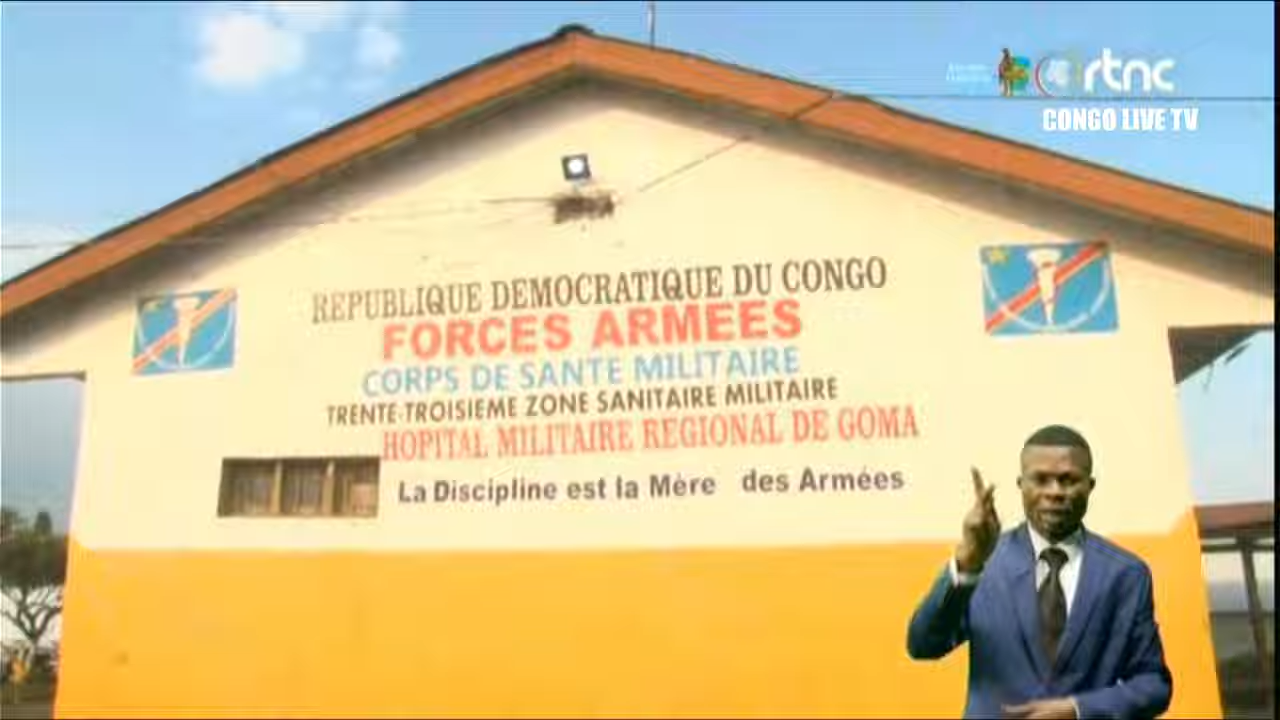 rtnc
CONGO LIVE TV
REPUBLIQUE DEMOCRATIQUE DU CONGO
FORCES ARMEES
CORPS DE SANTE MILITAIRE
TRENTE-TROISIEME ZONE SANITAIRE MILITAIRE
HOPITAL MILITAIRE REGIONAL DE GOMA
La Discipline est la Mère des Armées